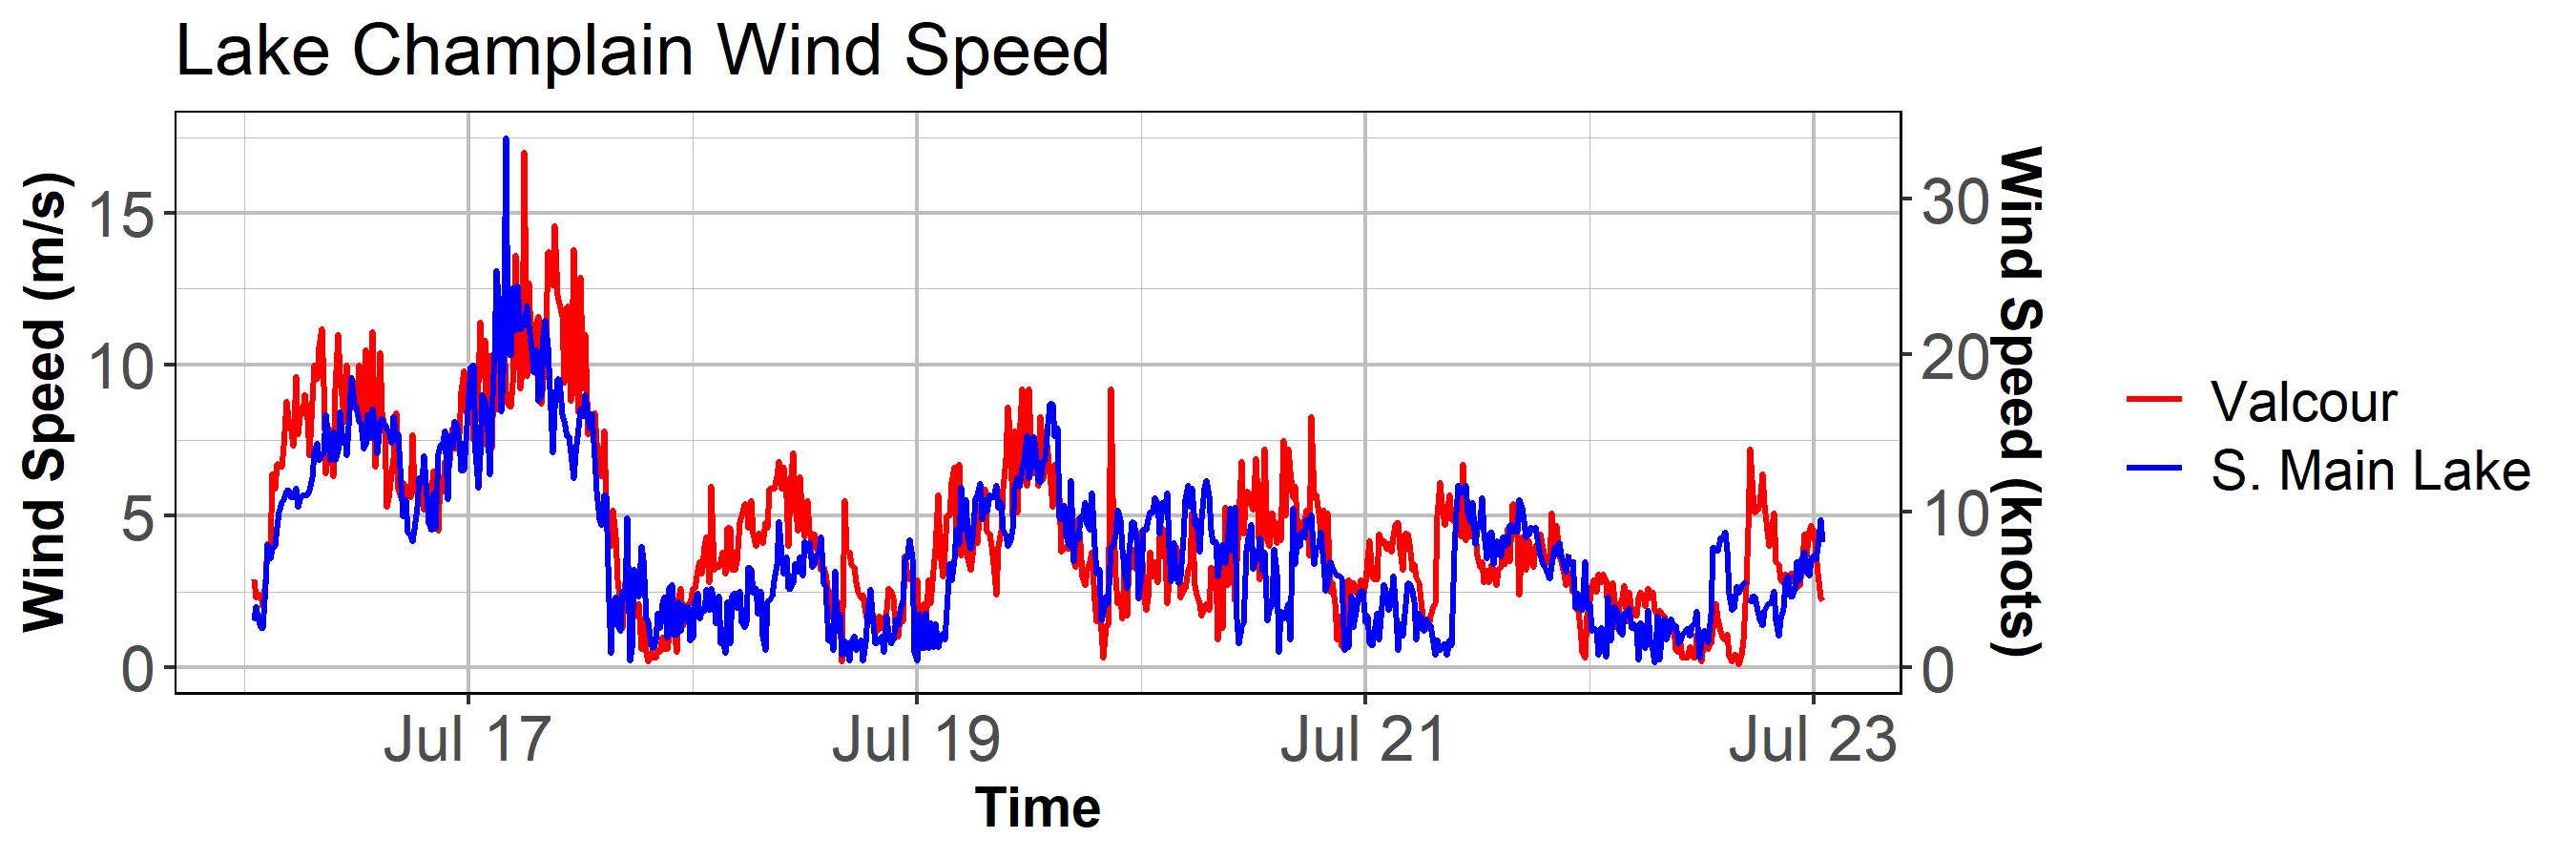 Lake Champlain Wind Speed
Wind Speed (m/s)
15
10
5
0
30
20
10
0
Wind Speed (knots)
Jul 17
Jul 19
Jul 21
Jul 23
Time
Valcour
S. Main Lake